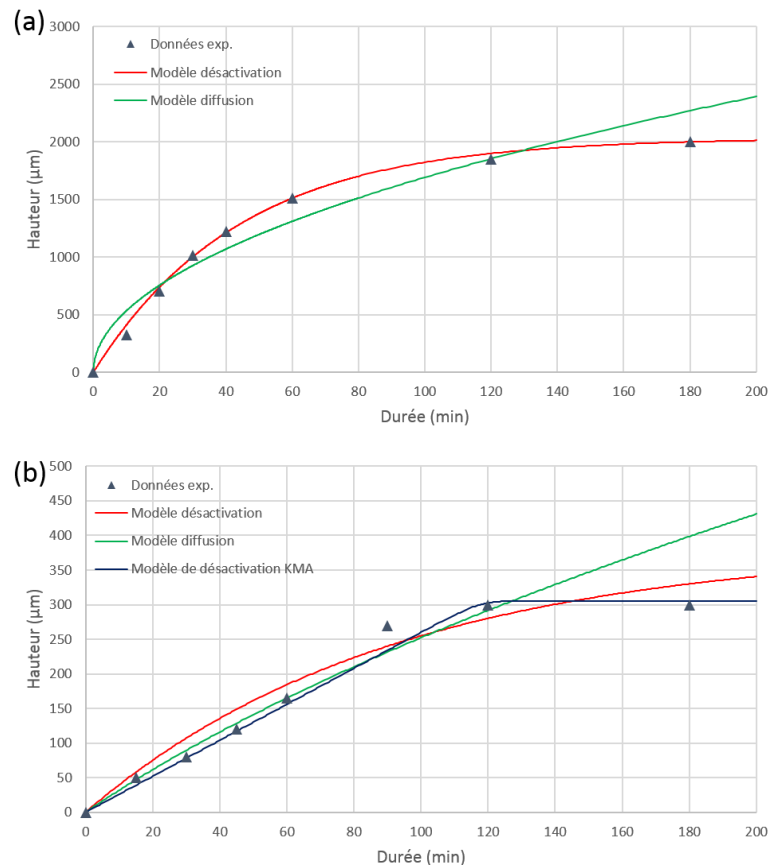 (a)
3000
2500
2000
1500
1000
500
0
Hauteur (µm)
Données exp.
Modèle désactivation
Modèle diffusion
0 20 40 60 80 100 120 140 160 180 200
Durée (min)
(b)
500
450
400
350
300
250
200
150
100
50
0
Hauteur (µm)
Données exp.
Modèle désactivation
Modèle diffusion
Modèle de désactivation KMA
0 20 40 60 80 100 120 140 160 180 200
Durée (min)